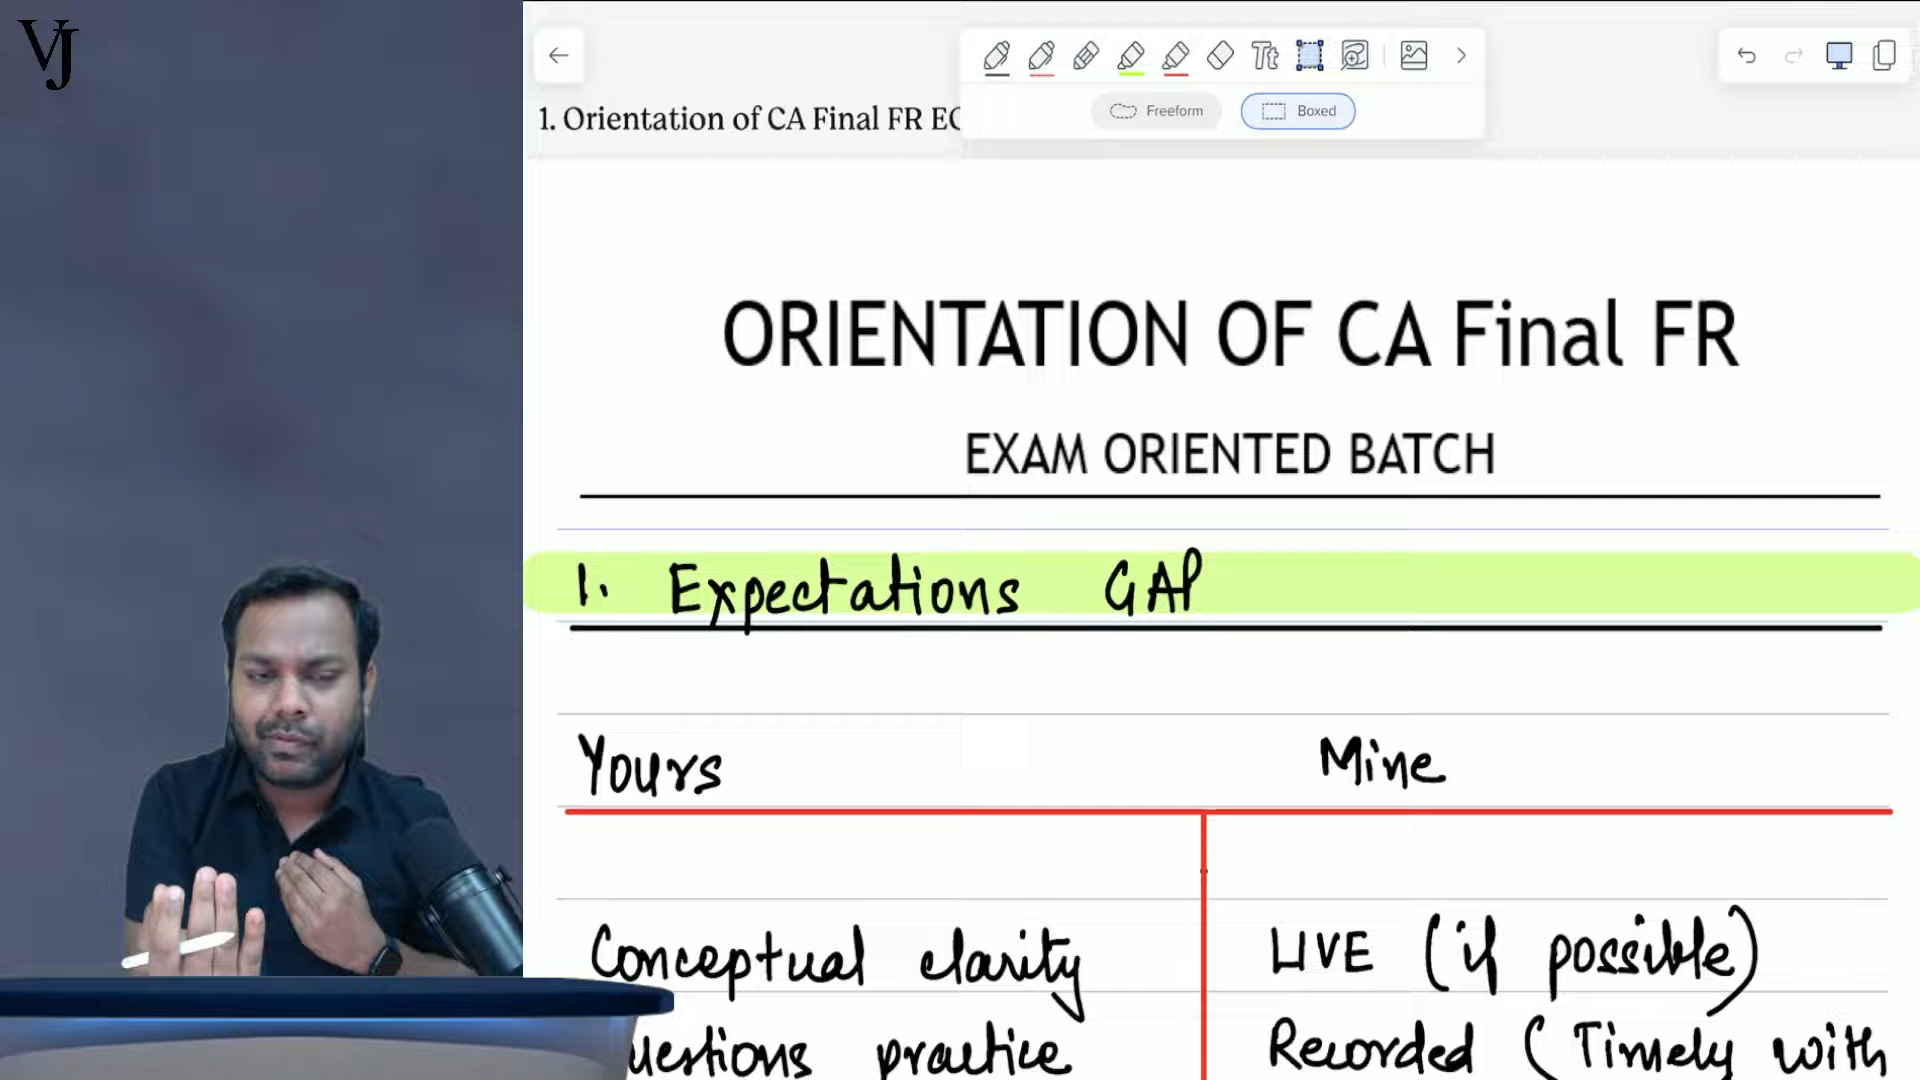 VJ
1. Orientation of CA Final FR EO
Freeform
Boxed
ORIENTATION OF CA Final FR
EXAM ORIENTED BATCH
1. Expectations GAP
Yours Mine
Conceptual clarity LIVE (if possible)
uestions practice Recorded (Timely with